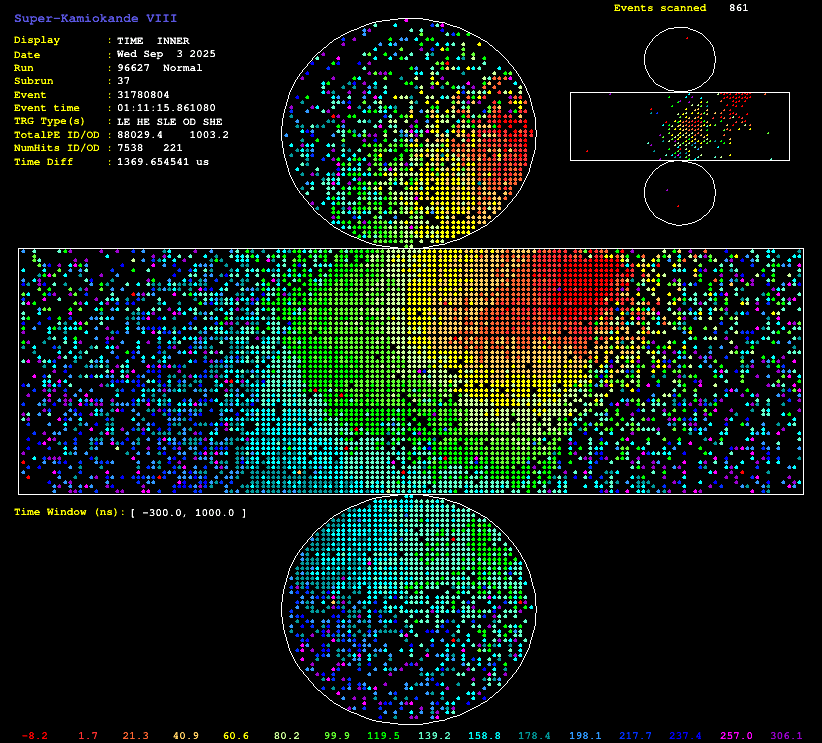 Super-Kamiokande VIII
Events scanned 861
Display : TIME INNER
Date : Wed Sep 3 2025
Run : 96627 Normal
Subrun : 37
Event : 31780804
Event time : 01:11:15.861080
TRG Type(s) : LE HE SLE OD SHE
TotalPE ID/OD : 88029.4 1003.2
NumHits ID/OD : 7538 221
Time Diff : 1369.654541 us
Time Window (ns): [ -300.0, 1000.0 ]
-8.2 1.7 21.3 40.9 60.6 80.2 99.9 119.5 139.2 158.8 178.4 198.1 217.7 237.4 257.0 306.1